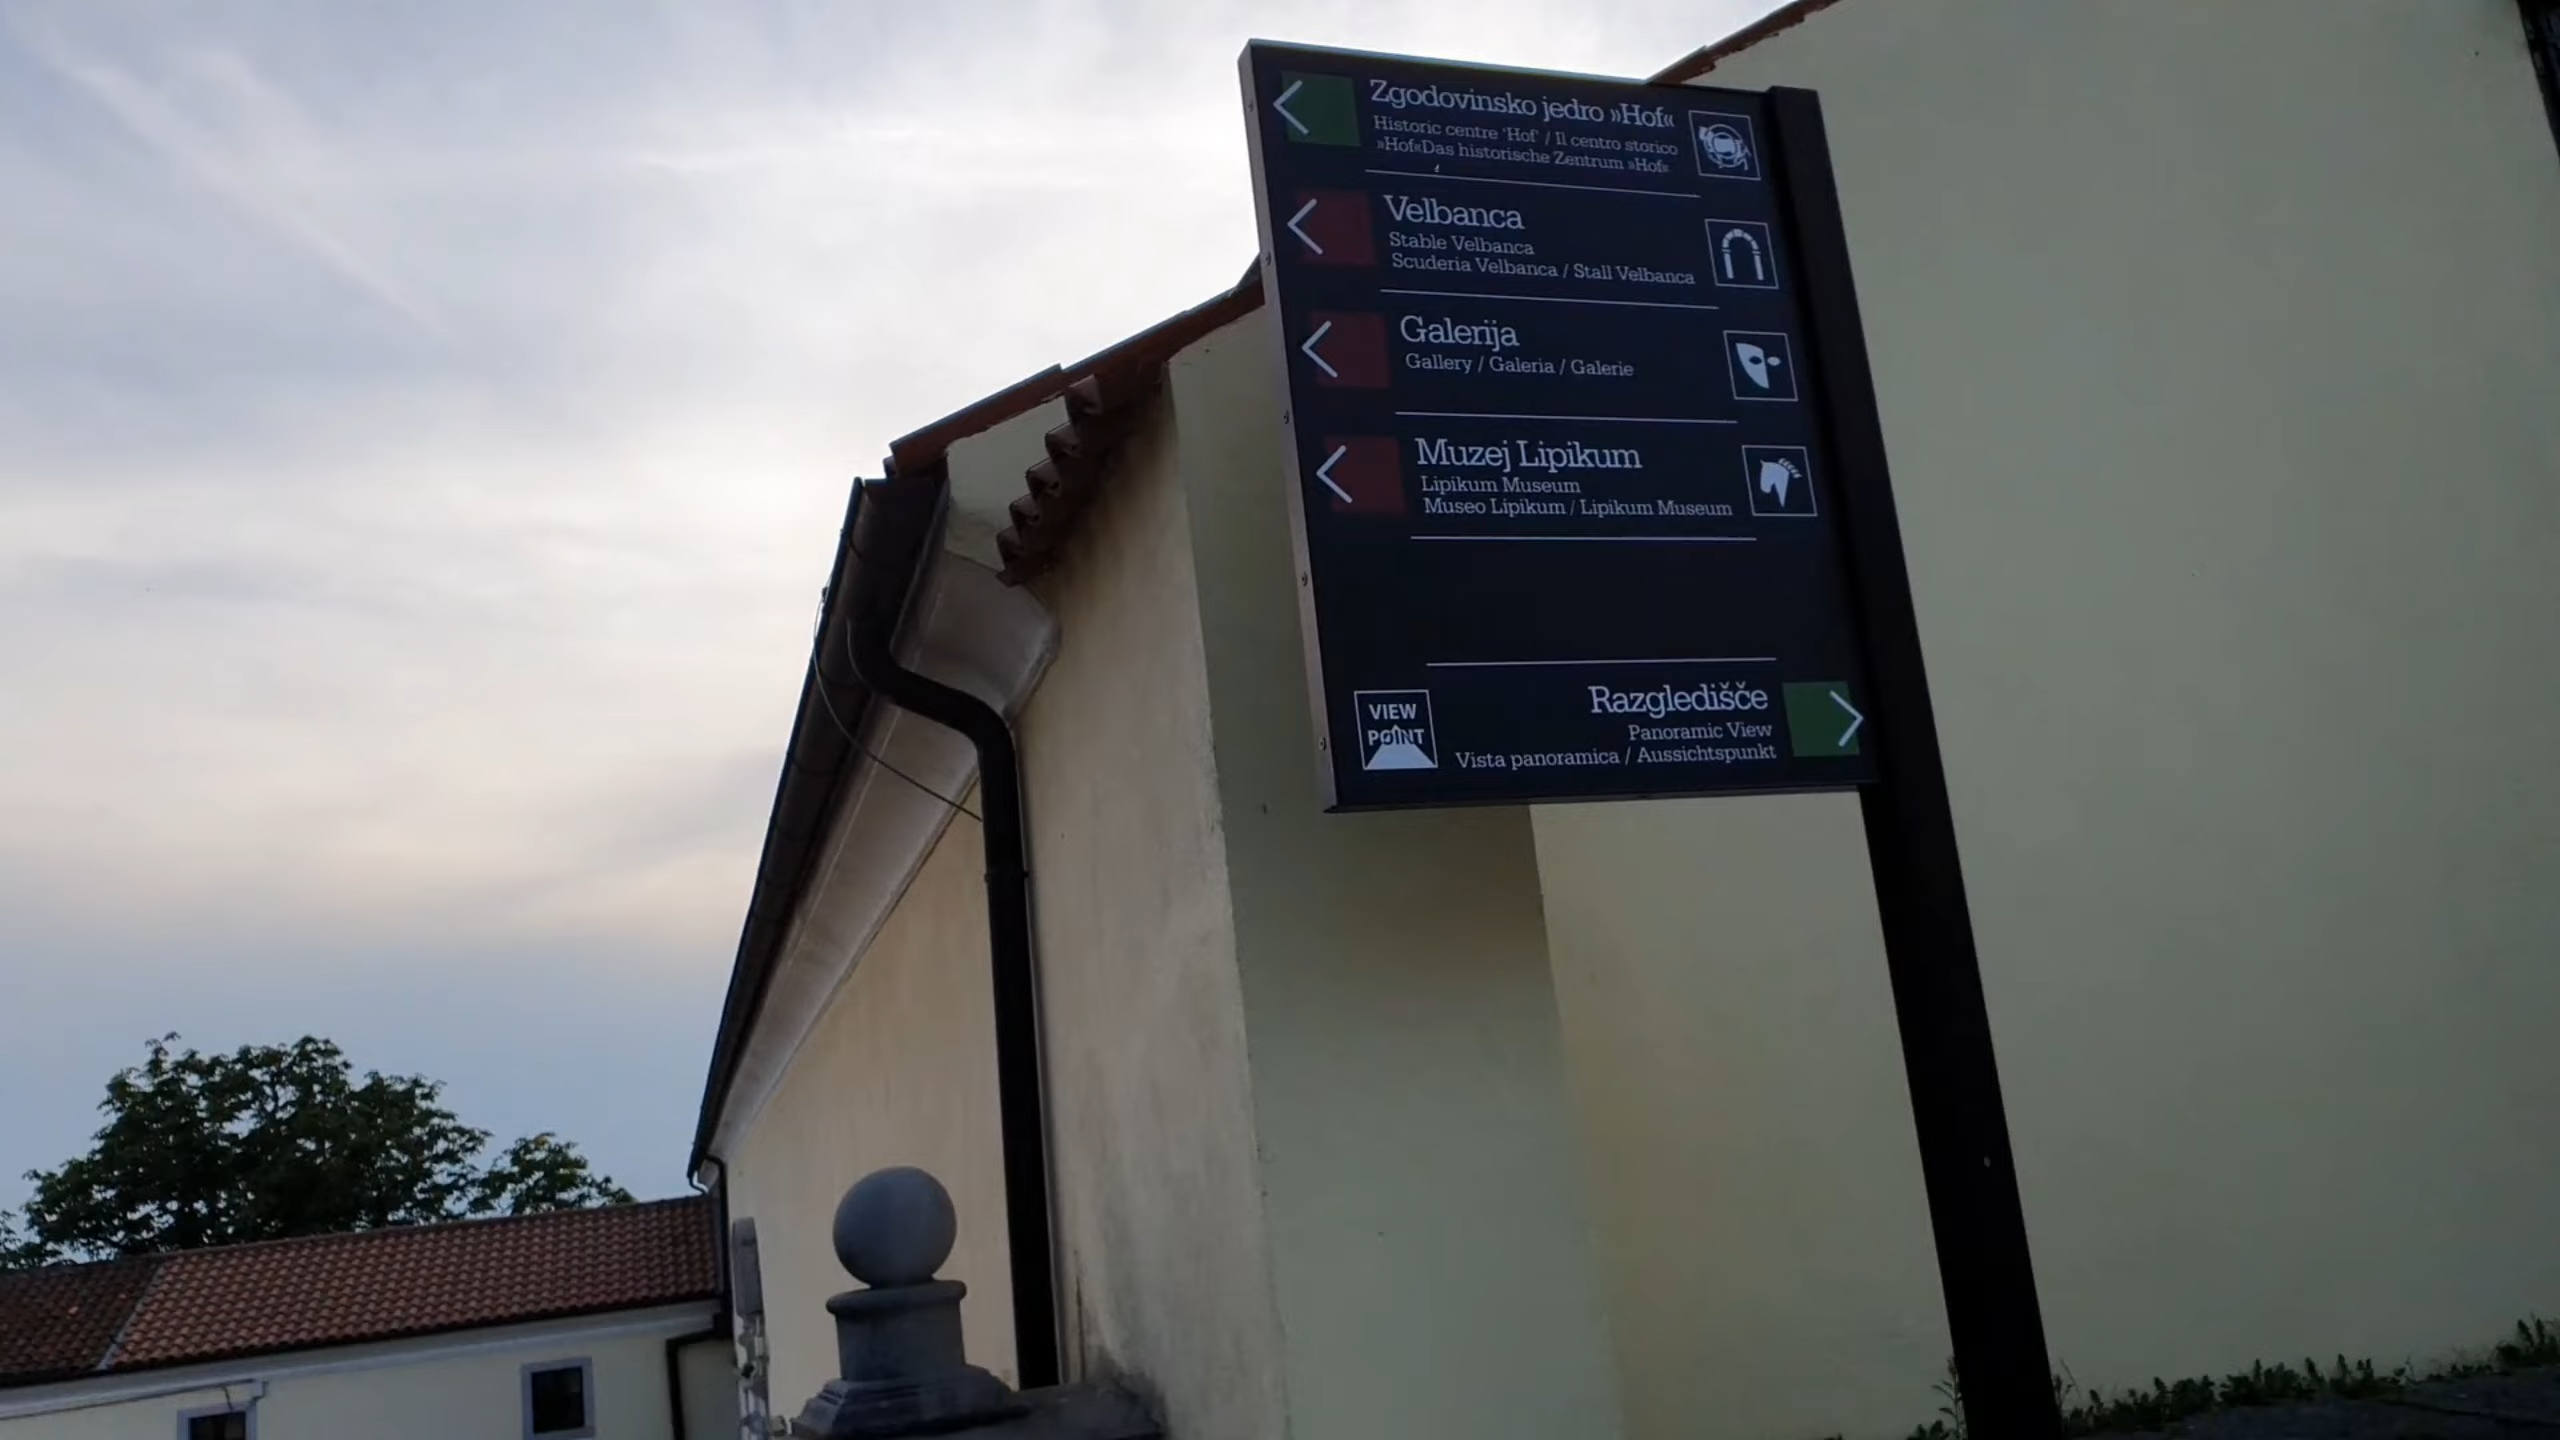 Zgodovinsko jedro »Hof«
Historic centre 'Hof' / Il centro storico
»Hof«Das historische Zentrum »Hof«
Velbanca
Stable Velbanca
Scuderia Velbanca / Stall Velbanca
Galerija
Gallery / Galeria / Galerie
Muzej Lipikum
Lipikum Museum
Museo Lipikum / Lipikum Museum
VIEW
POINT
Razgledišče
Panoramic View
Vista panoramica / Aussichtspunkt